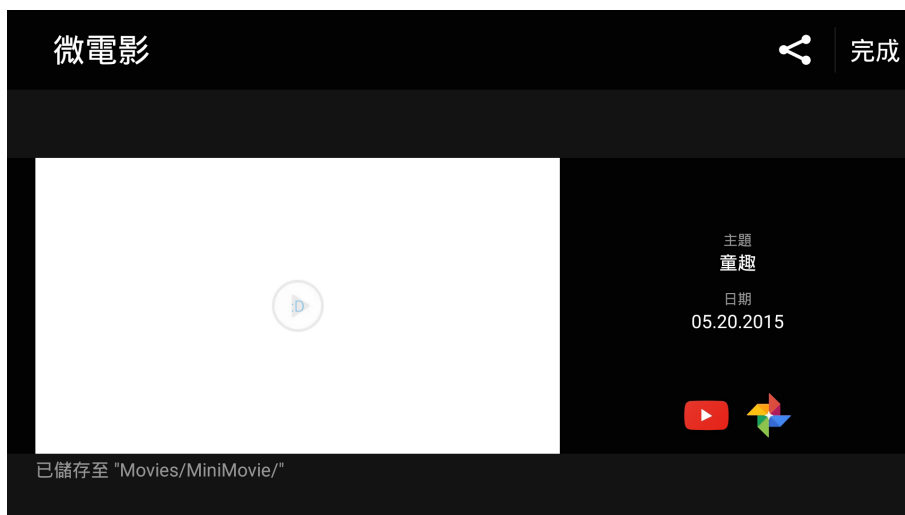 微電影
完成
:D
主題
童趣
日期
05.20.2015
已儲存至 "Movies/MiniMovie/"